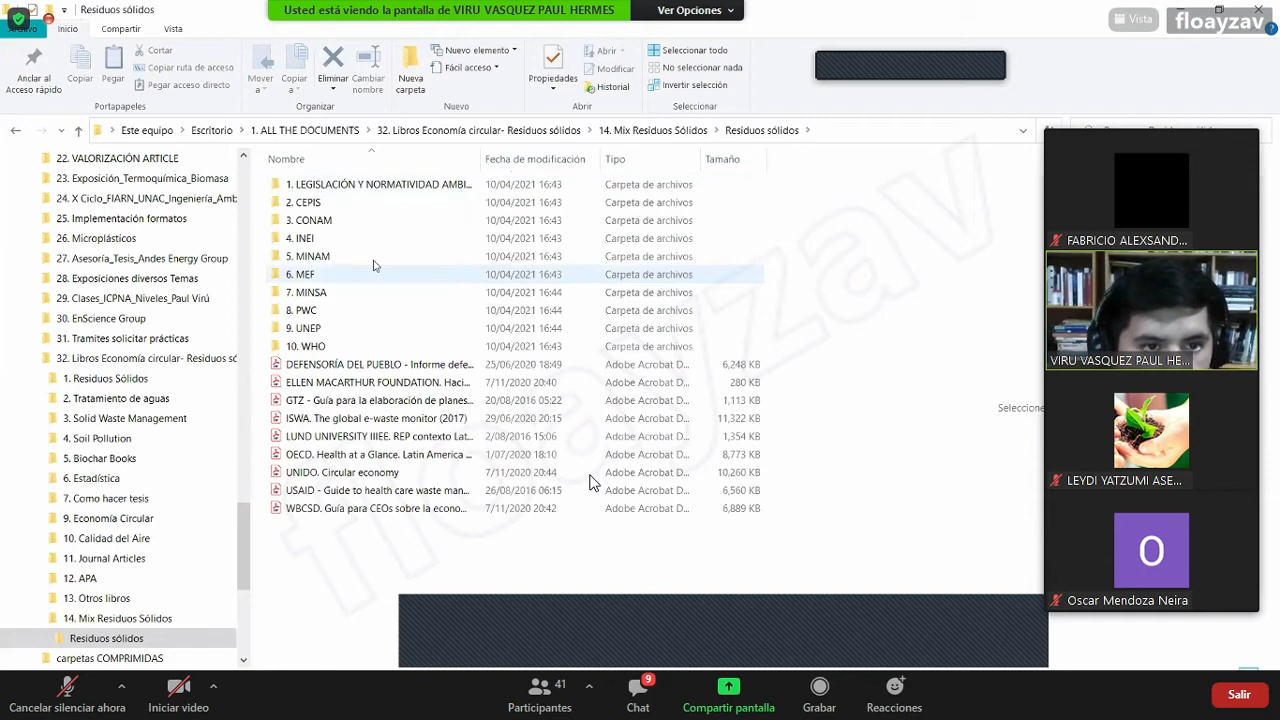 Residuos sólidos
Usted está viendo la pantalla de VIRU VASQUEZ PAUL HERMES
Ver Opciones
Vista
floayzav
Archivo
Inicio
Compartir
Vista
Anclar al
Acceso rápido
Copiar
Pegar
Cortar
Copiar ruta de acceso
Pegar acceso directo
Portapapeles
Mover
a
Copiar
a
Eliminar
Cambiar
nombre
Organizar
Nueva
carpeta
Nuevo elemento
Fácil acceso
Nuevo
Propiedades
Abrir
Modificar
Historial
Abrir
Seleccionar todo
No seleccionar nada
Invertir selección
Seleccionar
Este equipo > Escritorio > 1. ALL THE DOCUMENTS > 32. Libros Economía circular- Residuos sólidos > 14. Mix Residuos Sólidos > Residuos sólidos >
22. VALORIZACIÓN ARTICLE
23. Exposición_Termoquímica_Biomasa
24. X Ciclo_FIARN_UNAC_Ingeniería_Amb
25. Implementación formatos
26. Microplásticos
27. Asesoría_Tesis_Andes Energy Group
28. Exposiciones diversos Temas
29. Clases_ICPNA_Niveles_Paul Virú
30. EnScience Group
31. Tramites solicitar prácticas
32. Libros Economía circular- Residuos só
1. Residuos Sólidos
2. Tratamiento de aguas
3. Solid Waste Management
4. Soil Pollution
5. Biochar Books
6. Estadística
7. Como hacer tesis
9. Economía Circular
10. Calidad del Aire
11. Journal Articles
12. APA
13. Otros libros
14. Mix Residuos Sólidos
Residuos sólidos
carpetas COMPRIMIDAS
Nombre Fecha de modificación Tipo Tamaño
1. LEGISLACIÓN Y NORMATIVIDAD AMBI... 10/04/2021 16:43 Carpeta de archivos
2. CEPIS 10/04/2021 16:43 Carpeta de archivos
3. CONAM 10/04/2021 16:43 Carpeta de archivos
4. INEI 10/04/2021 16:43 Carpeta de archivos
5. MINAM 10/04/2021 16:43 Carpeta de archivos
6. MEF 10/04/2021 16:43 Carpeta de archivos
7. MINSA 10/04/2021 16:44 Carpeta de archivos
8. PWC 10/04/2021 16:44 Carpeta de archivos
9. UNEP 10/04/2021 16:44 Carpeta de archivos
10. WHO 10/04/2021 16:44 Carpeta de archivos
DEFENSORÍA DEL PUEBLO - Informe defe... 25/06/2020 18:49 Adobe Acrobat D... 6,248 KB
ELLEN MACARTHUR FOUNDATION. Haci... 7/11/2020 20:40 Adobe Acrobat D... 280 KB
GTZ - Guía para la elaboración de planes... 20/08/2016 05:22 Adobe Acrobat D... 1,113 KB
ISWA. The global e-waste monitor (2017) 29/06/2020 20:15 Adobe Acrobat D... 11,322 KB
LUND UNIVERSITY IIIEE. REP contexto Lat... 2/08/2016 15:06 Adobe Acrobat D... 1,354 KB
OECD. Health at a Glance. Latin America ... 1/07/2020 18:10 Adobe Acrobat D... 8,773 KB
UNIDO. Circular economy 7/11/2020 20:44 Adobe Acrobat D... 10,260 KB
USAID - Guide to health care waste man... 26/08/2016 06:15 Adobe Acrobat D... 6,560 KB
WBCSD. Guía para CEOs sobre la econo... 7/11/2020 20:42 Adobe Acrobat D... 6,889 KB
Seleccione
floayzav
FABRICIO ALEXSAND...
VIRU VASQUEZ PAUL HE...
LEYDI YATZUMI ASE...
O
Oscar Mendoza Neira
Cancelar silenciar ahora
Iniciar video
41
Participantes
9
Chat
Compartir pantalla
Grabar
Reacciones
Salir